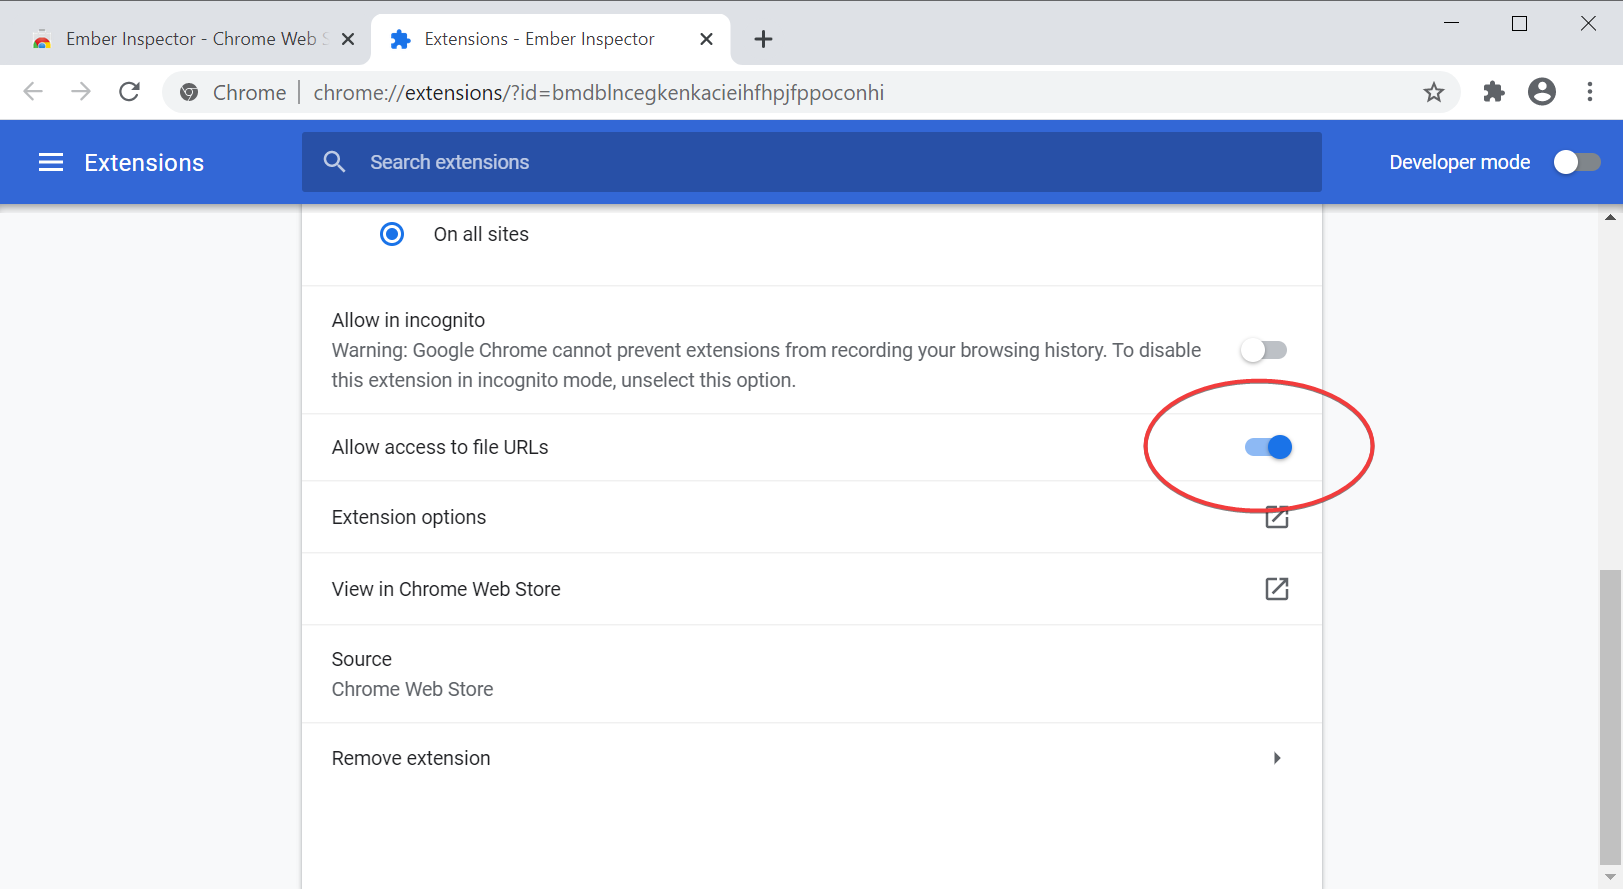 Ember Inspector - Chrome Web S
Extensions - Ember Inspector
Chrome
chrome://extensions/?id=bmdblncegkenkacieihfhpjfppoconhi
Extensions
Search extensions
Developer mode
On all sites
Allow in incognito
Warning: Google Chrome cannot prevent extensions from recording your browsing history. To disable
this extension in incognito mode, unselect this option.
Allow access to file URLs
Extension options
View in Chrome Web Store
Source
Chrome Web Store
Remove extension